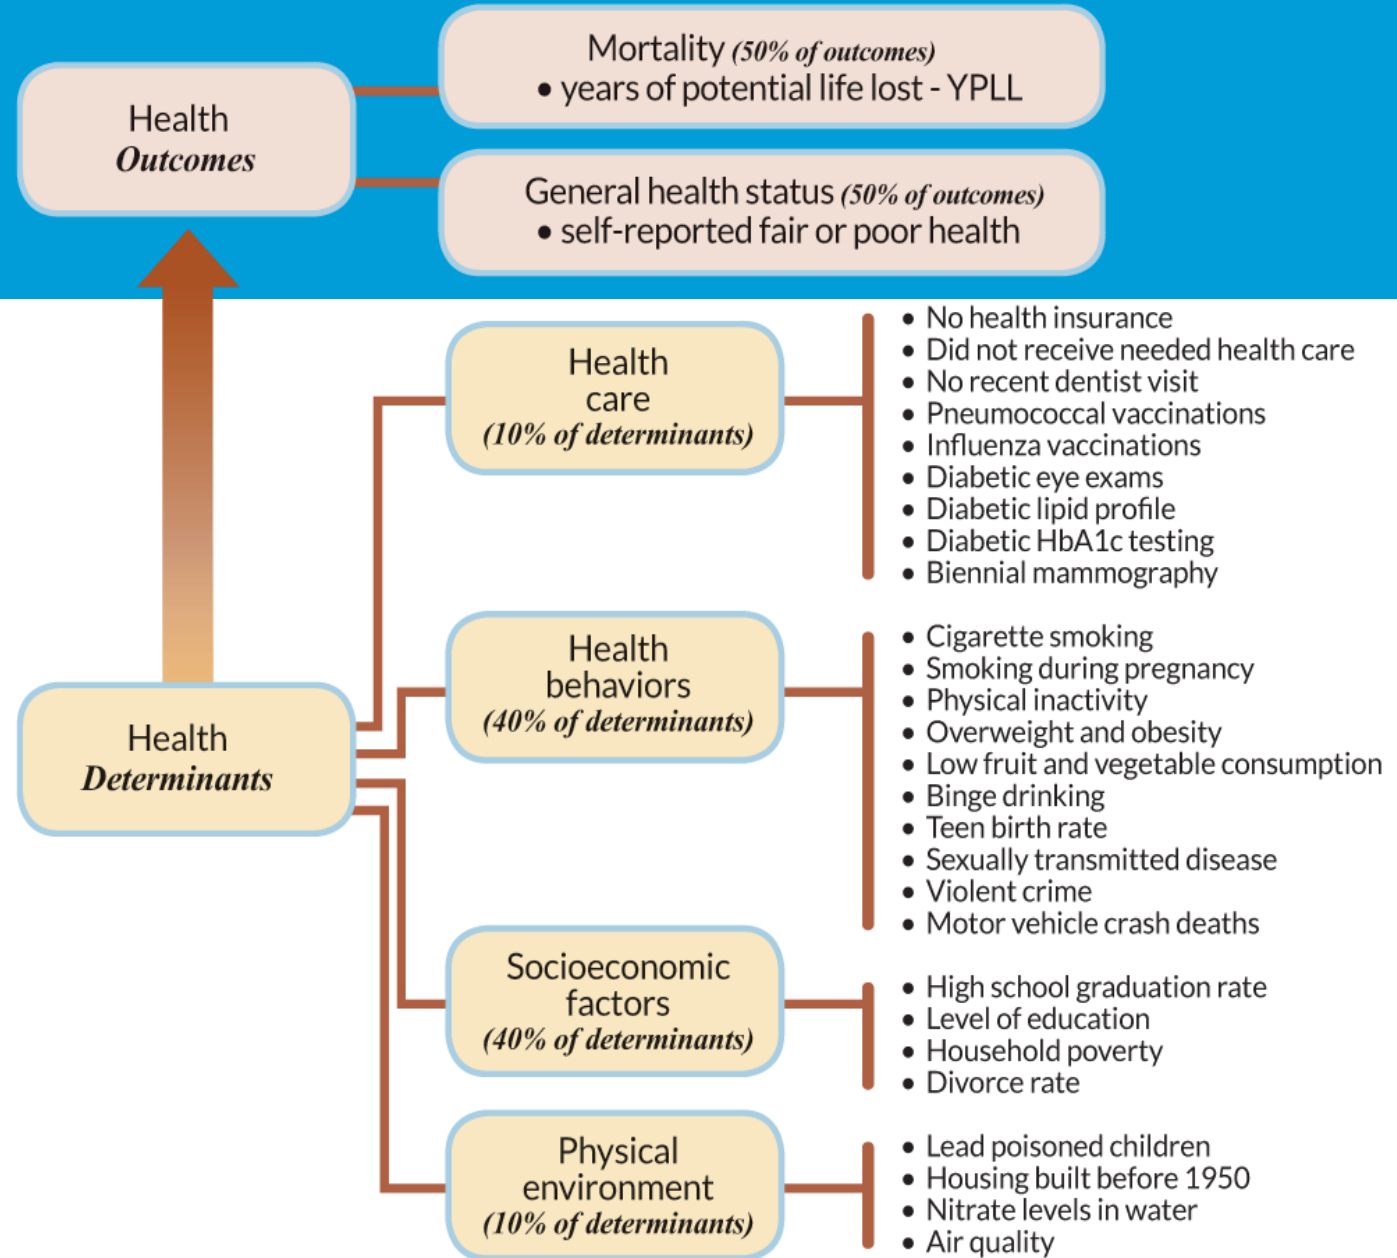 Health
Outcomes
Mortality (50% of outcomes)
• years of potential life lost - YPLL
General health status (50% of outcomes)
• self-reported fair or poor health
Health
Determinants
Health
care
(10% of determinants)
• No health insurance
• Did not receive needed health care
• No recent dentist visit
• Pneumococcal vaccinations
• Influenza vaccinations
• Diabetic eye exams
• Diabetic lipid profile
• Diabetic HbA1c testing
• Biennial mammography
Health
behaviors
(40% of determinants)
• Cigarette smoking
• Smoking during pregnancy
• Physical inactivity
• Overweight and obesity
• Low fruit and vegetable consumption
• Binge drinking
• Teen birth rate
• Sexually transmitted disease
• Violent crime
• Motor vehicle crash deaths
Socioeconomic
factors
(40% of determinants)
• High school graduation rate
• Level of education
• Household poverty
• Divorce rate
Physical
environment
(10% of determinants)
• Lead poisoned children
• Housing built before 1950
• Nitrate levels in water
• Air quality